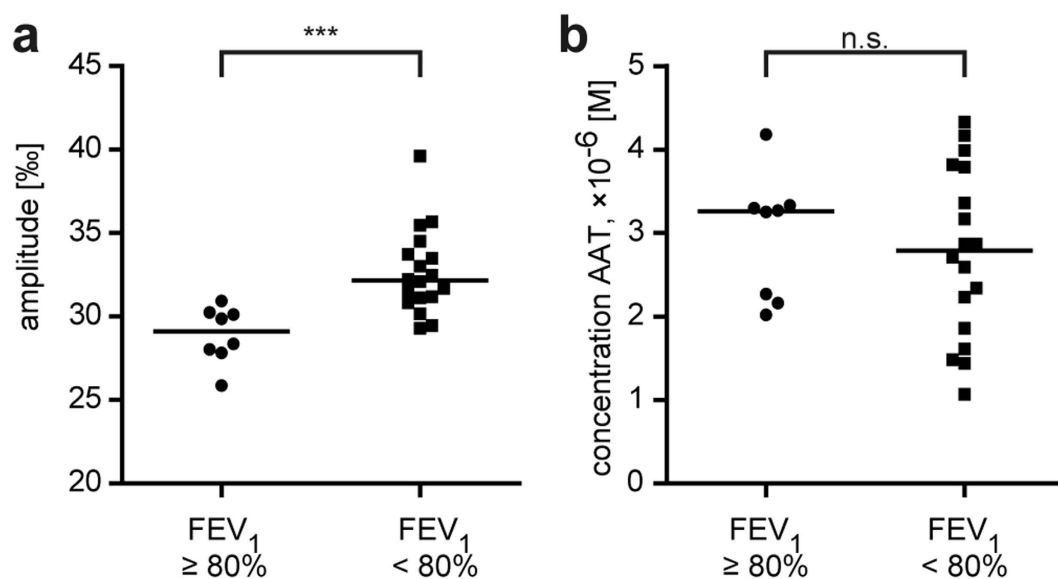 a
***
amplitude [‰]
45
40
35
30
25
20
FEV₁
≥ 80%
FEV₁
< 80%
b
n.s.
concentration AAT, ×10⁻⁶ [M]
5
4
3
2
1
0
FEV₁
≥ 80%
FEV₁
< 80%